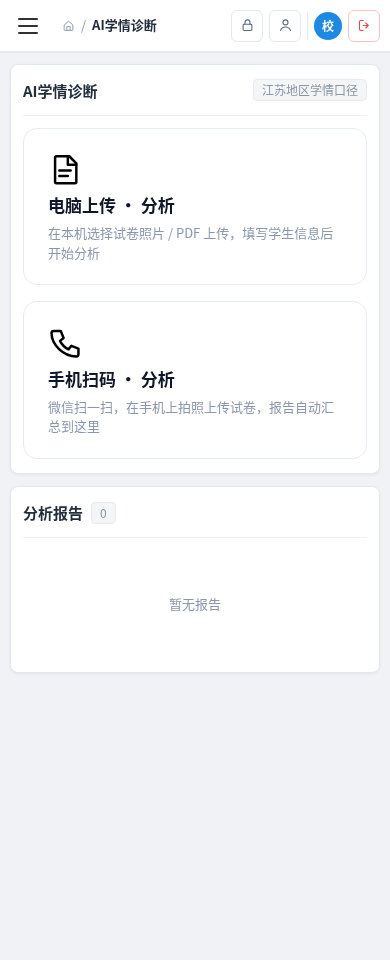 / AI学情诊断
校
AI学情诊断
江苏地区学情口径
电脑上传 · 分析
在本机选择试卷照片 / PDF 上传，填写学生信息后
开始分析
手机扫码 · 分析
微信扫一扫，在手机上拍照上传试卷，报告自动汇
总到这里
分析报告 0
暂无报告